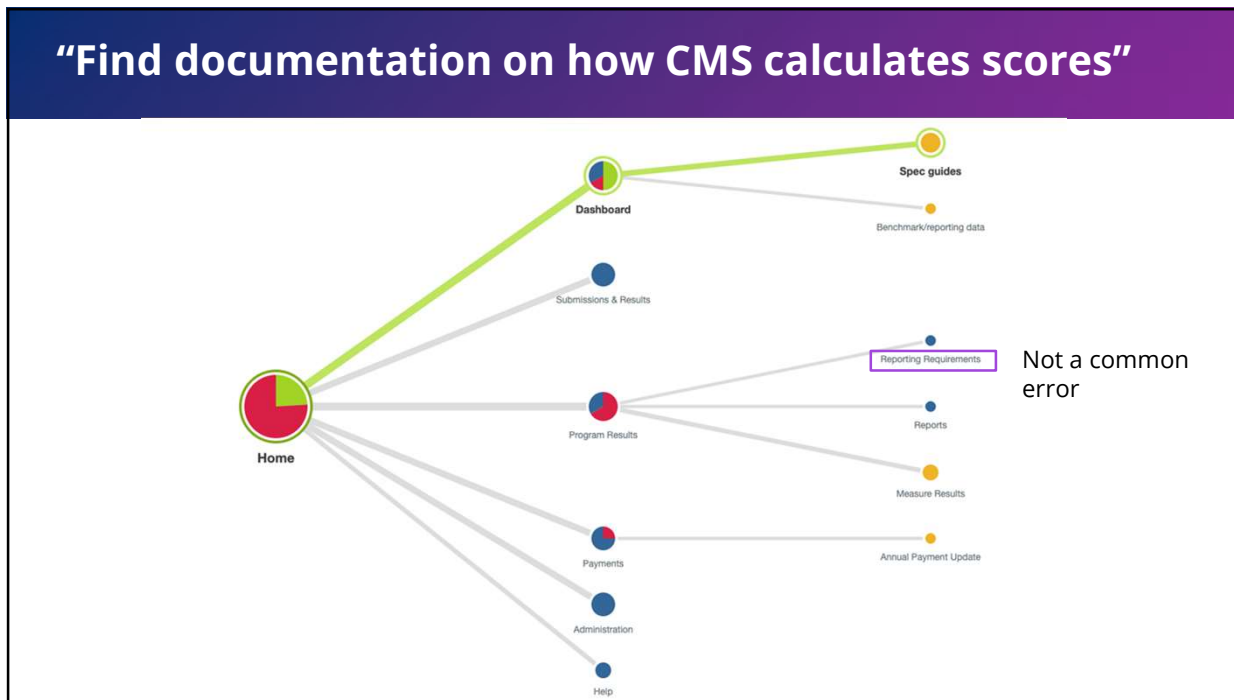 “Find documentation on how CMS calculates scores”
Spec guides
Dashboard
Benchmark/reporting data
Submissions & Results
Reporting Requirements
Not a common
error
Reports
Program Results
Home
Measure Results
Payments
Annual Payment Update
Administration
Help